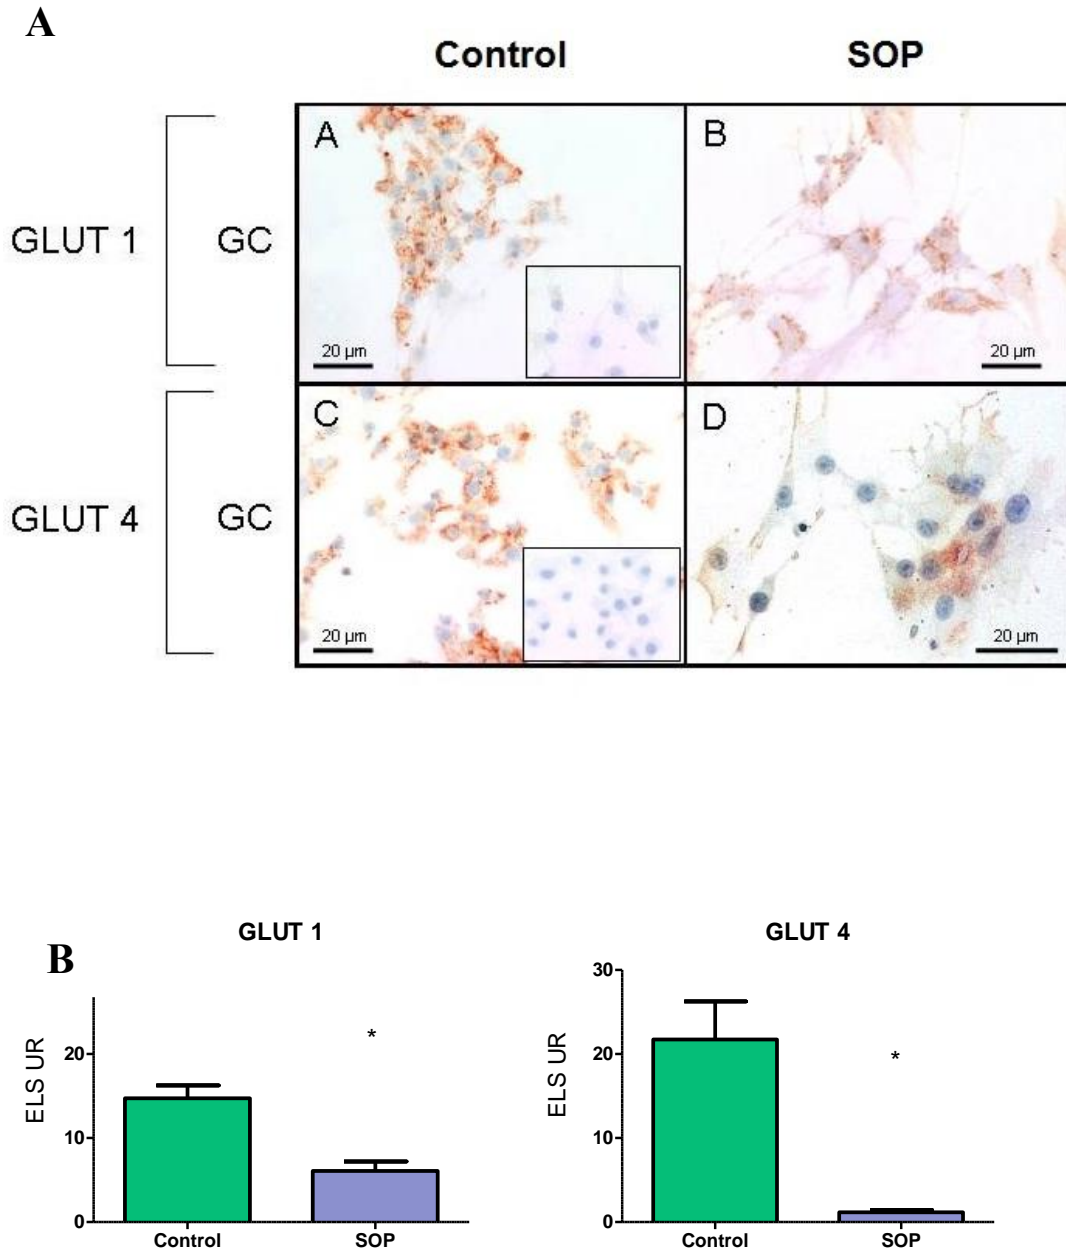 A
Control SOP
GLUT 1 GC
A
20 µm
B
20 µm
GLUT 4 GC
C
20 µm
D
20 µm
B
GLUT 1
ELS UR
20
10
0
*
Control SOP
GLUT 4
ELS UR
30
20
10
0
*
Control SOP